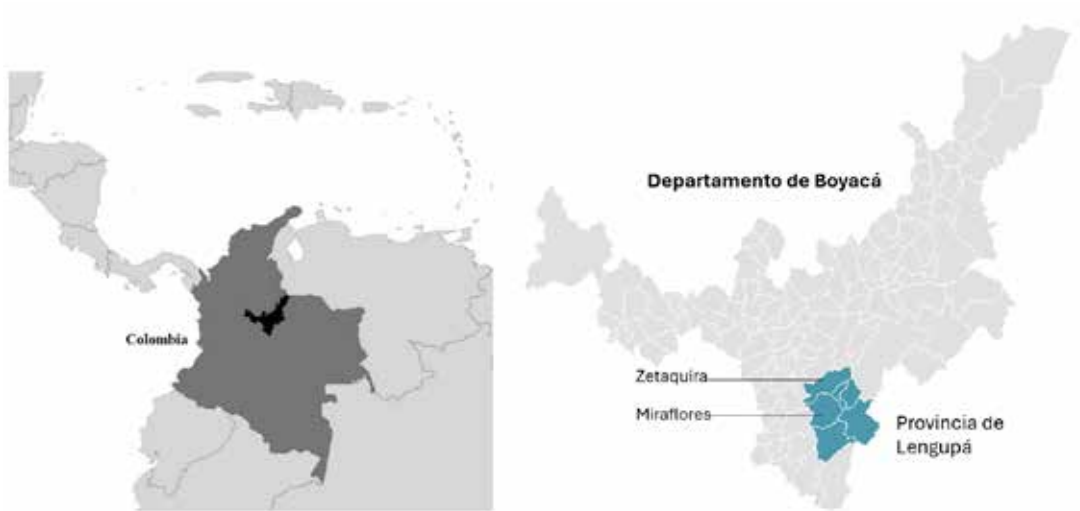 Colombia
Departamento de Boyacá
Zetaquira
Miraflores
Provincia de
Lengupá